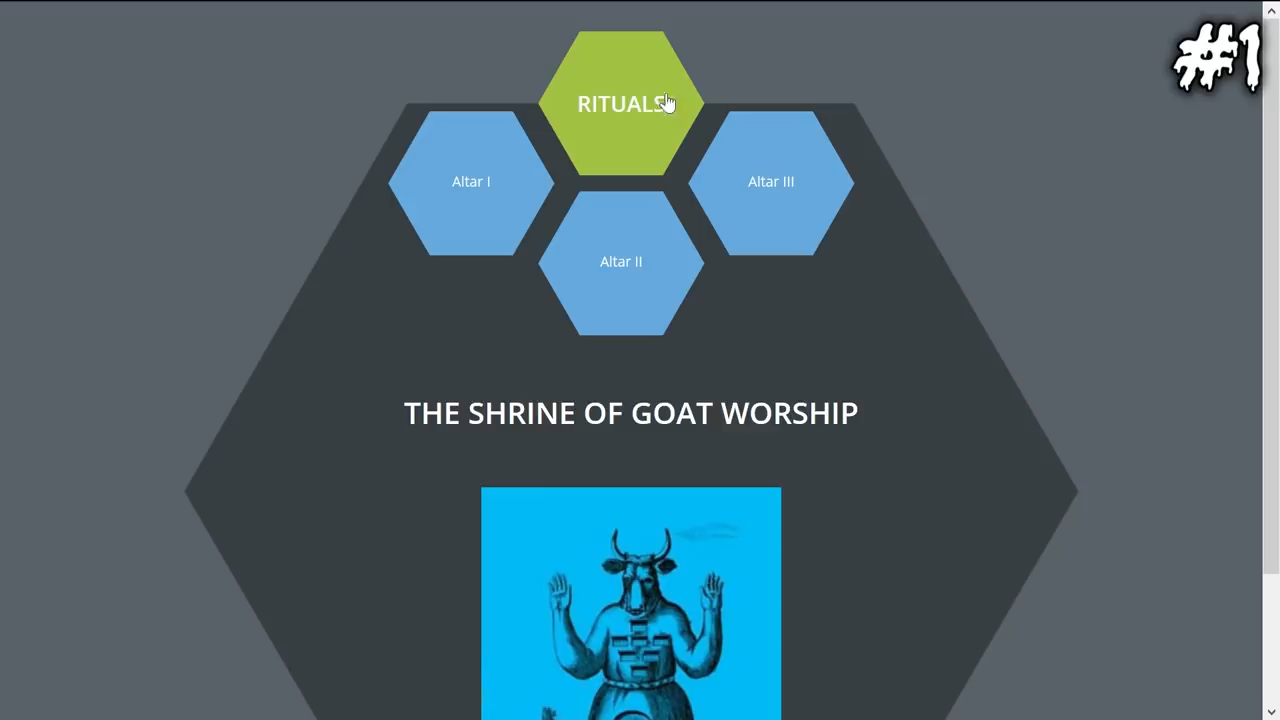 #1
RITUALS
Altar I
Altar III
Altar II
THE SHRINE OF GOAT WORSHIP